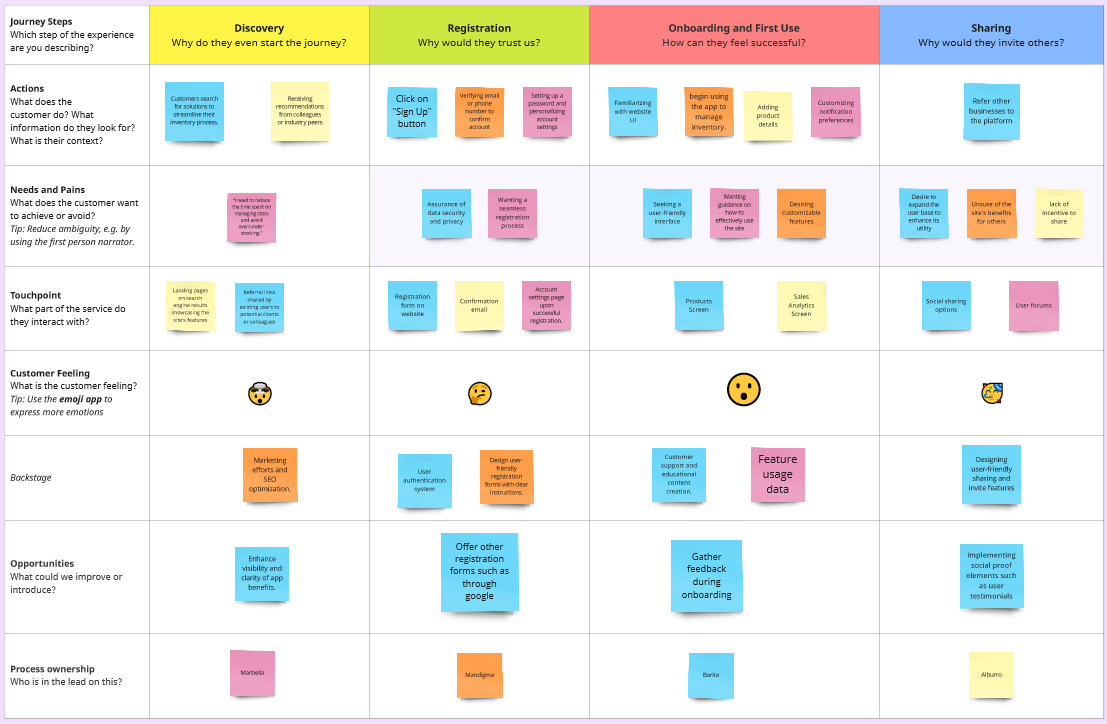 Journey Steps
Which step of the experience
are you describing?
Discovery
Why do they even start the journey?
Registration
Why would they trust us?
Onboarding and First Use
How can they feel successful?
Sharing
Why would they invite others?
Actions
What does the
customer do? What
information do they look for?
What is their context?
Customers search
for solutions to
streamline their
inventory process.
Receiving
recommendations
from colleagues
or industry peers
Click on
"Sign Up"
button
Verifying email
or phone
number to
confirm
account
Setting up a
password and
personalizing
account
settings
Familiarizing
with website
UI
begin using
the app to
manage
inventory.
Adding
product
details
Customizing
notification
preferences
Refer other
businesses to
the platform
Needs and Pains
What does the customer want
to achieve or avoid?
Tip: Reduce ambiguity, e.g. by
using the first person narrator.
"I need to reduce
the time spent on
managing stock
and avoid
over/under-
stocking."
Assurance of
data security
and privacy
Wanting a
seamless
registration
process
Seeking a
user-friendly
interface
Wanting
guidance on
how to
effectively use
the site
Desiring
customizable
features
Desire to
expand the
user base to
enhance its
utility
Unsure of the
site's benefits
for others
lack of
incentive to
share
Touchpoint
What part of the service do
they interact with?
Landing pages
on search
engine results
showcasing the
site's features
Referral links
shared by
existing users to
potential clients
or colleagues
Registration
form on
website
Confirmation
email
Account
settings page
upon
successful
registration.
Products
Screen
Sales
Analytics
Screen
Social sharing
options
User forums
Customer Feeling
What is the customer feeling?
Tip: Use the emoji app to
express more emotions
Backstage
Marketing
efforts and
SEO
optimization.
User
authentication
system
Design user-
friendly
registration
forms with clear
instructions.
Customer
support and
educational
content
creation.
Feature
usage
data
Designing
user-friendly
sharing and
invite features
Opportunities
What could we improve or
introduce?
Enhance
visibility and
clarity of app
benefits.
Offer other
registration
forms such as
through
google
Gather
feedback
during
onboarding
Implementing
social proof
elements such
as user
testimonials
Process ownership
Who is in the lead on this?
Marbella
Mandigma
Barita
Alburro